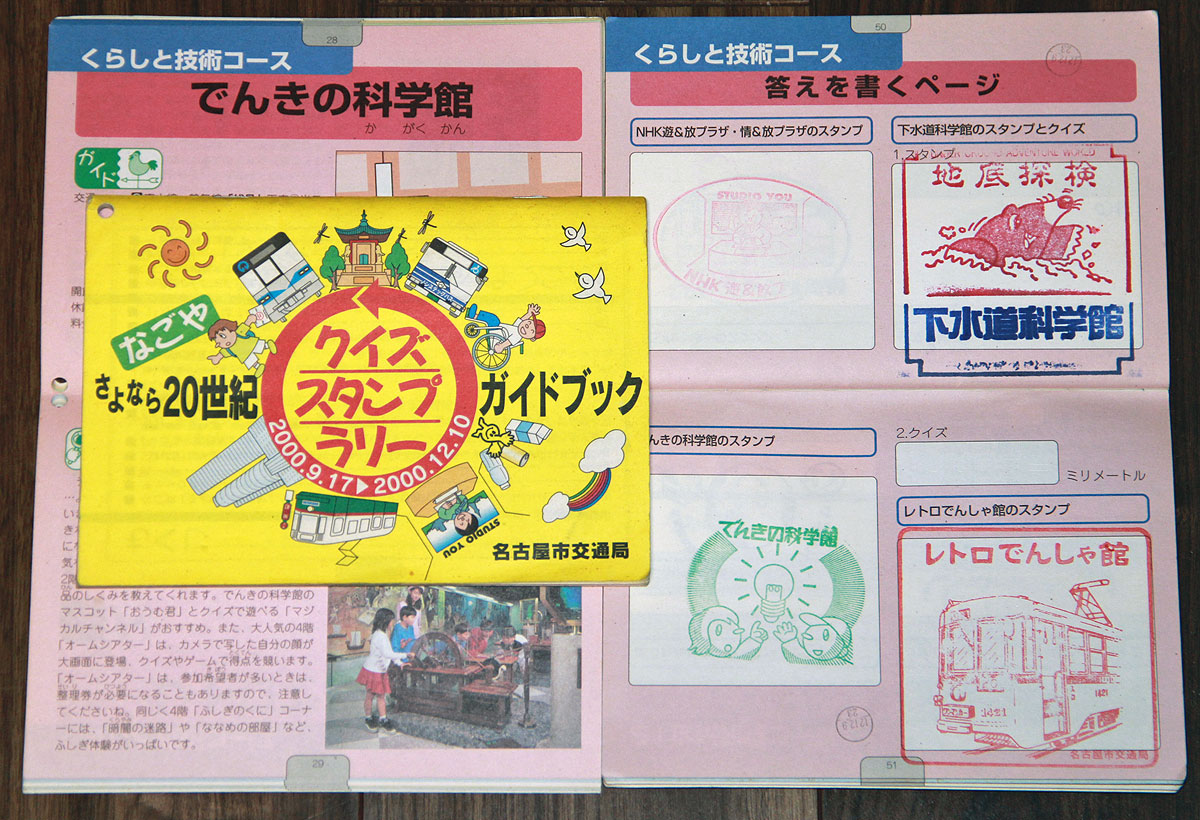 28
くらしと技術コース
でんきの科学館
か がく かん
ガイド
なごや
さよなら20世紀
クイズ
スタンプ
ラリー
2000.9.17▶2000.12.10
ガイドブック
STUDIO YOU
名古屋市交通局
品のしくみを教えてくれます。でんきの科学館の
マスコット「おうむ君」とクイズで遊べる「マジ
カルチャンネル」がおすすめ。また、大人気の4階
「オームシアター」は、カメラで写した自分の顔が
大画面に登場、クイズやゲームで得点を競います。
「オームシアター」は、参加希望者が多いときは、
整理券が必要になることもありますので、注意し
てくださいね。同じく4階「ふしぎのくに」コーナ
ーには、「暗闇の迷路」や「ななめの部屋」など、
ふしぎ体験がいっぱいです。
29
50
くらしと技術コース
答えを書くページ
NHK遊&放プラザ・情&放プラザのスタンプ
STUDIO YOU
NHK
下水道科学館のスタンプとクイズ
1.スタンプ
地底探検
下水道科学館
んきの科学館のスタンプ
でんきの科学館
2.クイズ
ミリメートル
レトロでんしゃ館のスタンプ
レトロでんしゃ館
1421
名古屋市交通局
51